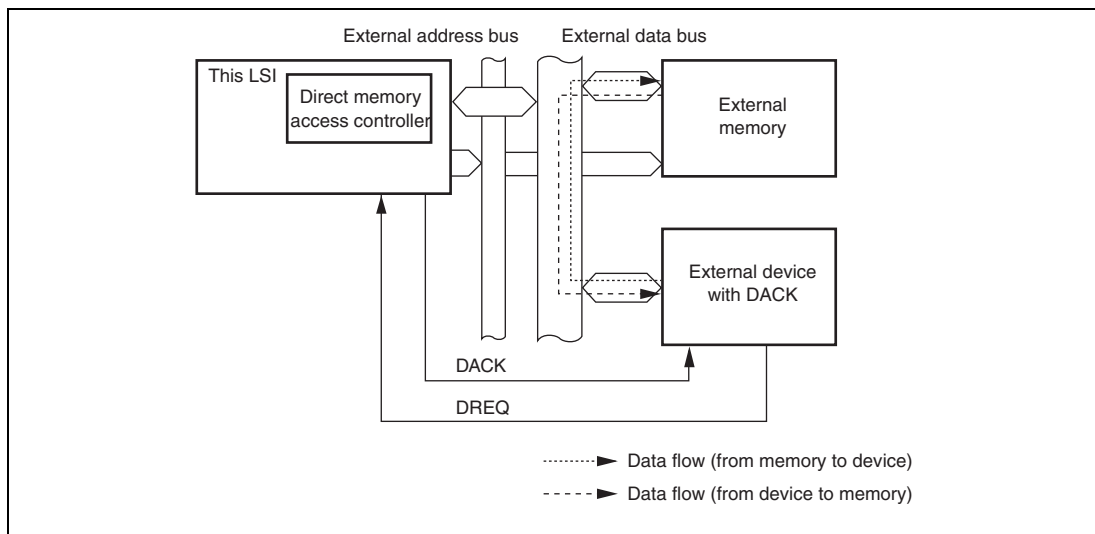 External address bus
External data bus
This LSI
Direct memory
access controller
External
memory
External device
with DACK
DACK
DREQ
Data flow (from memory to device)
Data flow (from device to memory)